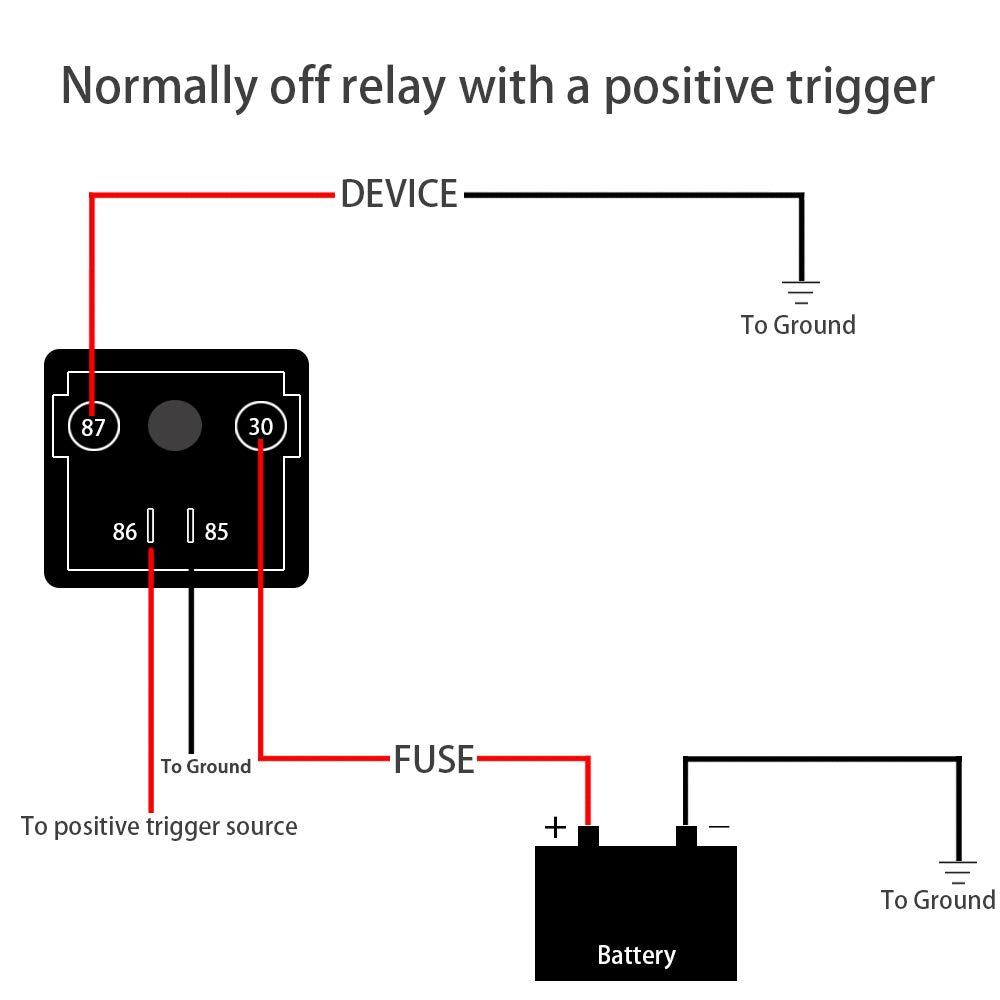 Normally off relay with a positive trigger
DEVICE
To Ground
87
30
86
85
To Ground
FUSE
To positive trigger source
+
−
To Ground
Battery